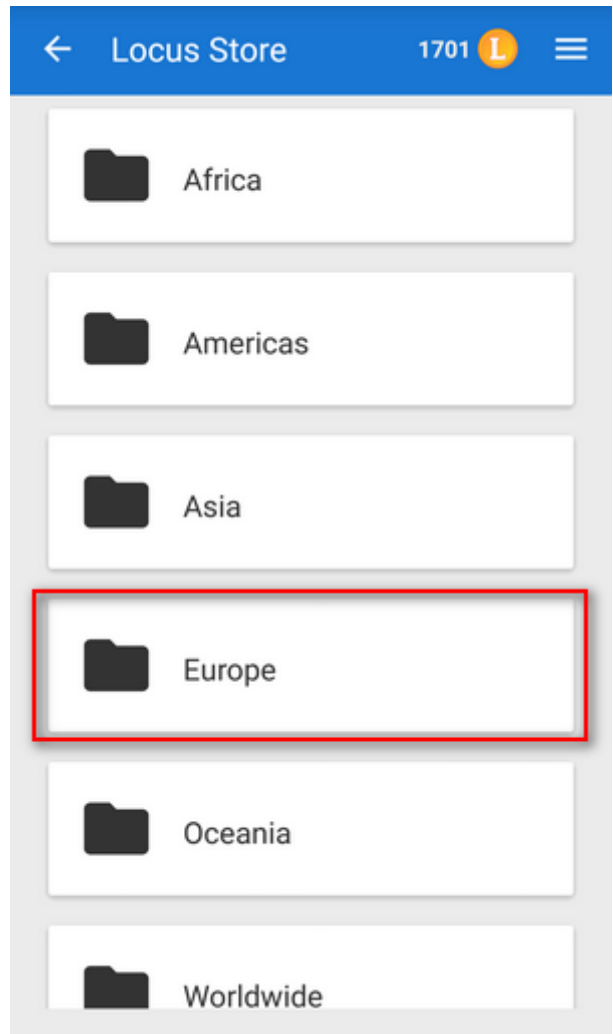 Locus Store 1701 L
Africa
Americas
Asia
Europe
Oceania
Worldwide